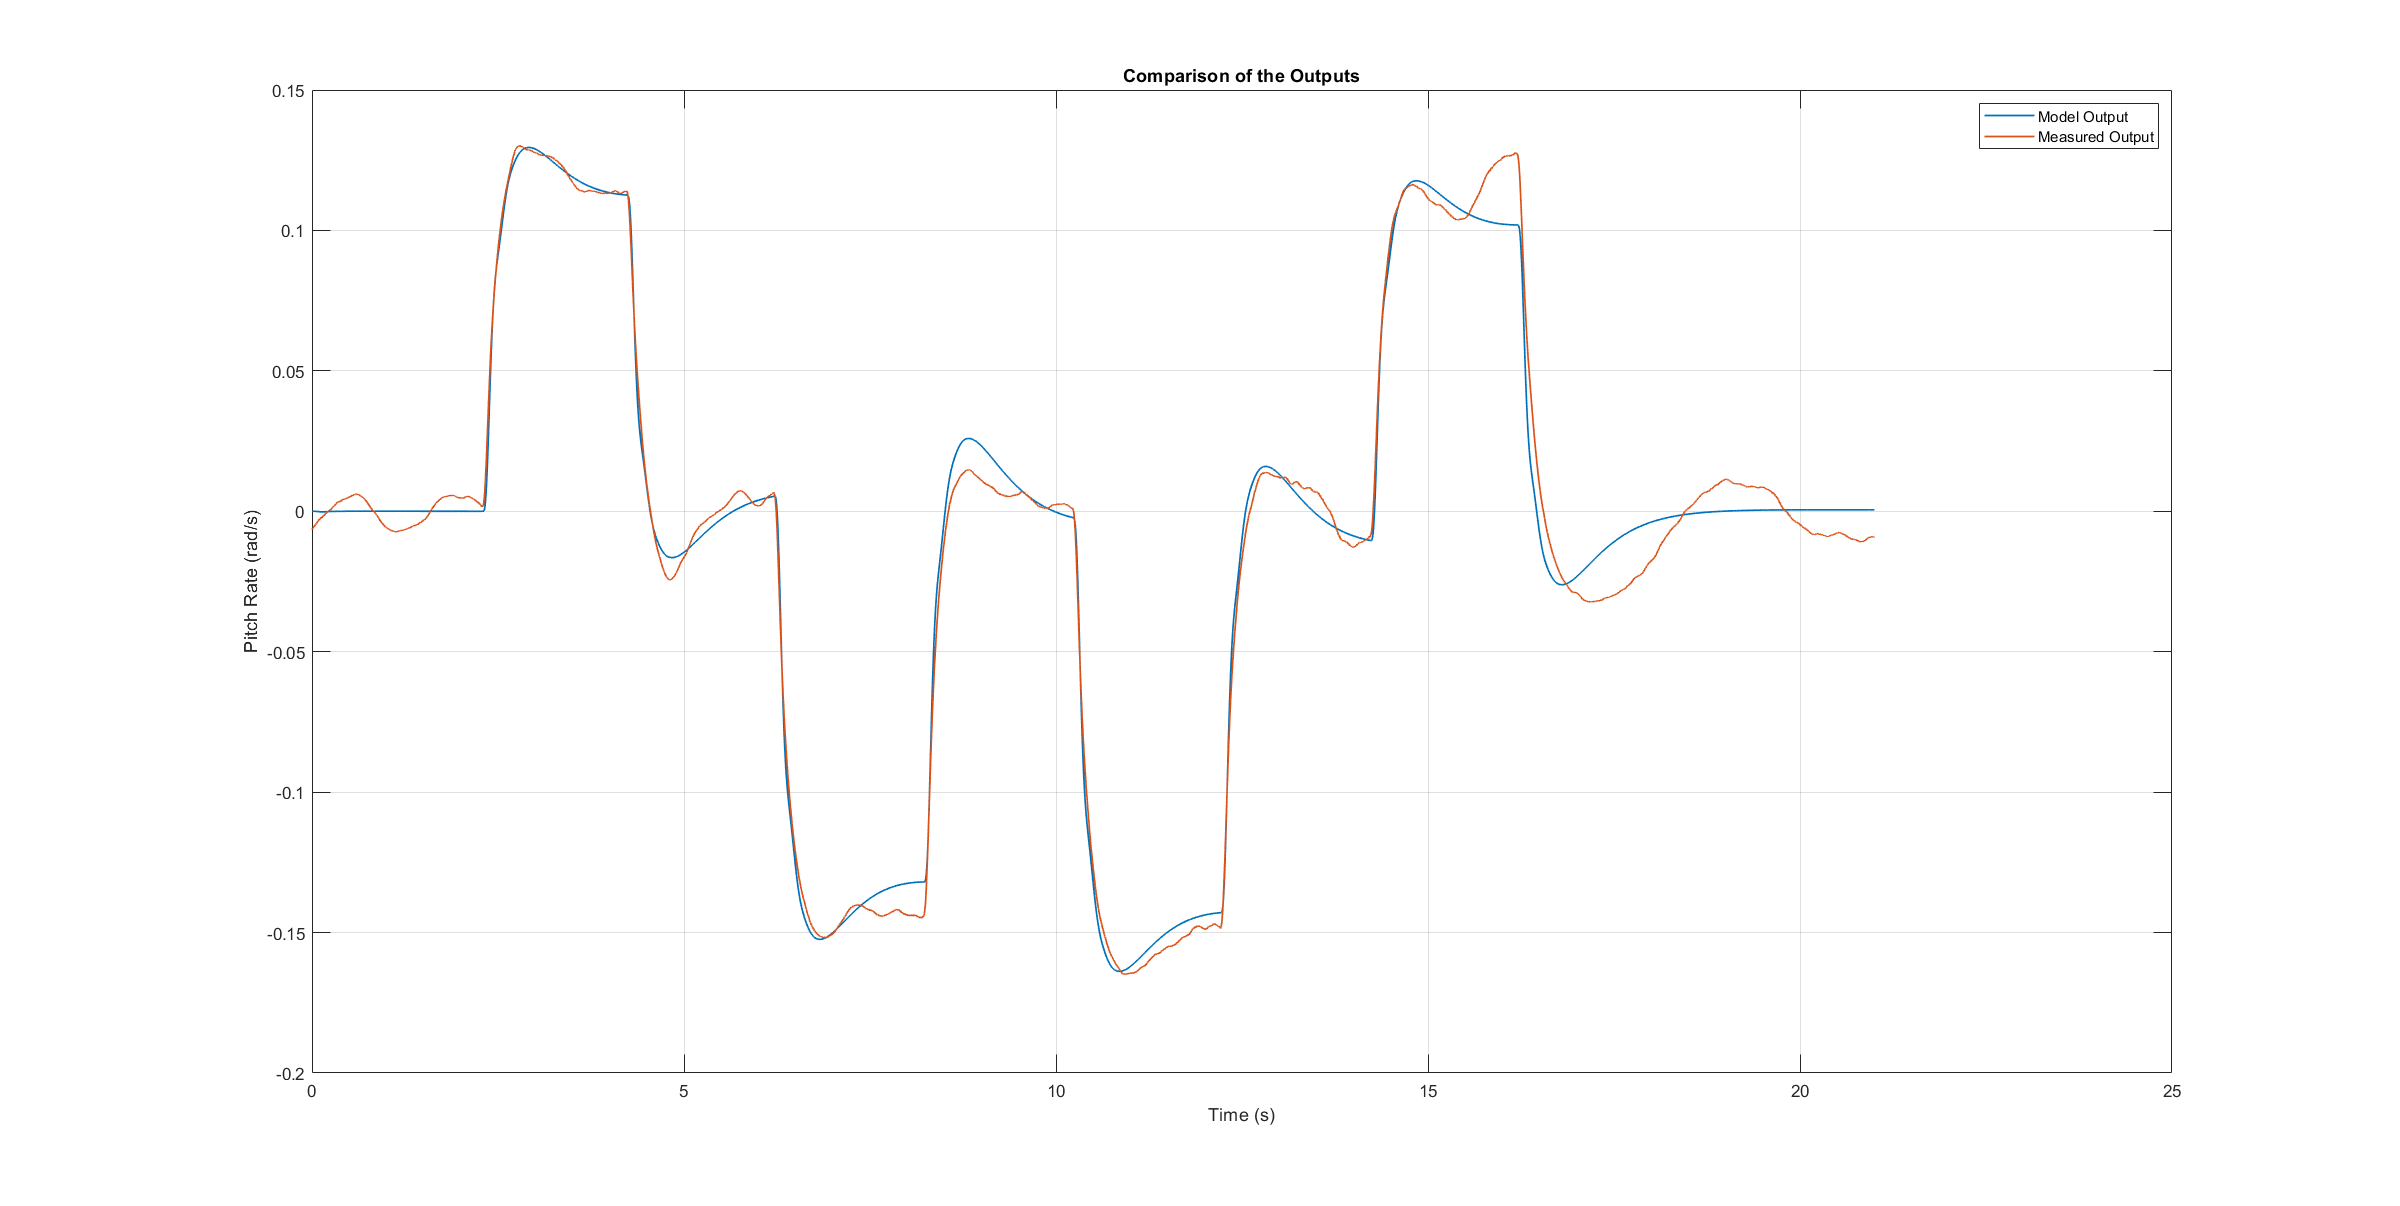 Comparison of the Outputs
Model Output
Measured Output
0.15
0.1
0.05
0
-0.05
-0.1
-0.15
-0.2
Pitch Rate (rad/s)
0 5 10 15 20 25
Time (s)